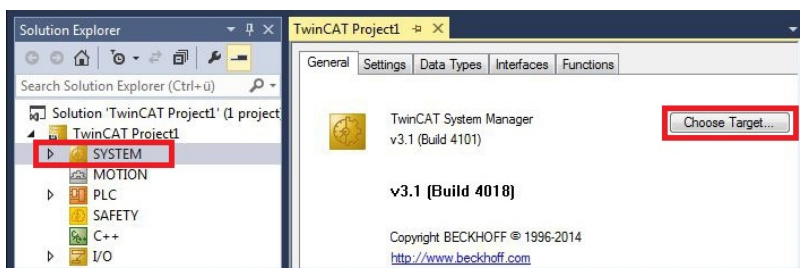 Solution Explorer
Search Solution Explorer (Ctrl+ü)
Solution 'TwinCAT Project1' (1 project
TwinCAT Project1
SYSTEM
MOTION
PLC
SAFETY
C++
I/O
TwinCAT Project1
General Settings Data Types Interfaces Functions
TwinCAT System Manager
v3.1 (Build 4101)
Choose Target...
v3.1 (Build 4018)
Copyright BECKHOFF © 1996-2014
http://www.beckhoff.com